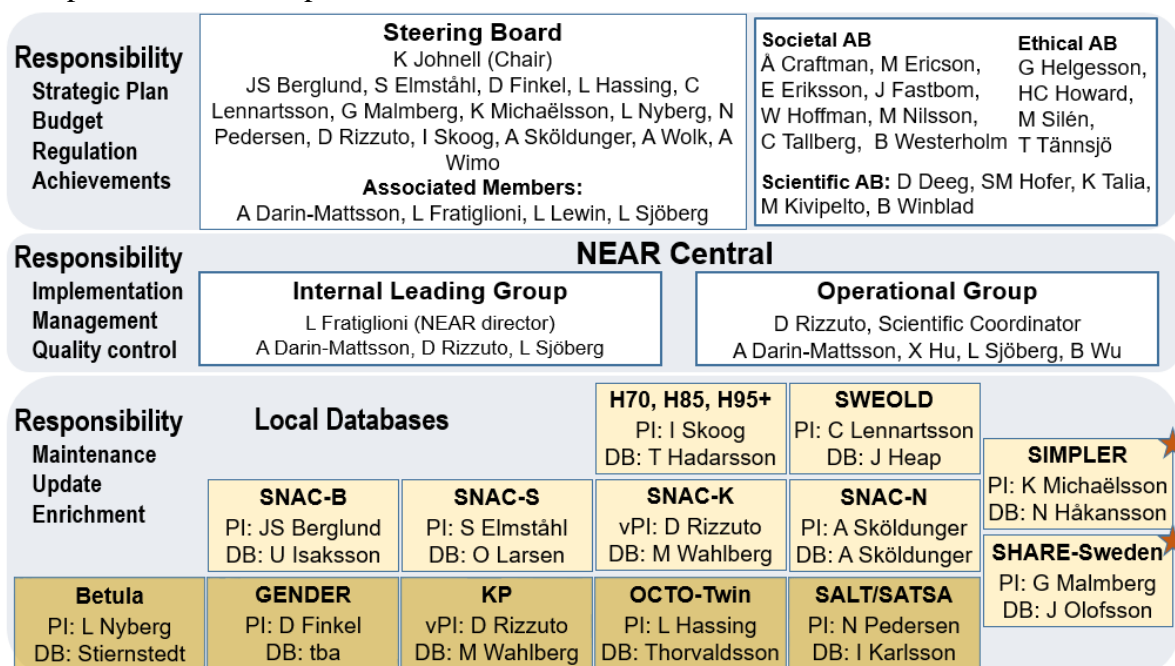 Responsibility
Strategic Plan
Budget
Regulation
Achievements
Steering Board
K Johnell (Chair)
JS Berglund, S Elmståhl, D Finkel, L Hassing, C
Lennartsson, G Malmberg, K Michaëlsson, L Nyberg, N
Pedersen, D Rizzuto, I Skoog, A Sköldunger, A Wolk, A
Wimo
Associated Members:
A Darin-Mattsson, L Fratiglioni, L Lewin, L Sjöberg
Societal AB
Å Craftman, M Ericson,
E Eriksson, J Fastbom,
W Hoffman, M Nilsson,
C Tallberg, B Westerholm
Ethical AB
G Helgesson,
HC Howard,
M Silén,
T Tännsjö
Scientific AB: D Deeg, SM Hofer, K Talia,
M Kivipelto, B Winblad
Responsibility
Implementation
Management
Quality control
NEAR Central
Internal Leading Group
L Fratiglioni (NEAR director)
A Darin-Mattsson, D Rizzuto, L Sjöberg
Operational Group
D Rizzuto, Scientific Coordinator
A Darin-Mattsson, X Hu, L Sjöberg, B Wu
Responsibility
Maintenance
Update
Enrichment
Local Databases
H70, H85, H95+
PI: I Skoog
DB: T Hadarsson
SWEOLD
PI: C Lennartsson
DB: J Heap
SIMPLER
PI: K Michaëlsson
DB: N Håkansson
SNAC-B
PI: JS Berglund
DB: U Isaksson
SNAC-S
PI: S Elmståhl
DB: O Larsen
SNAC-K
vPI: D Rizzuto
DB: M Wahlberg
SNAC-N
PI: A Sköldunger
DB: A Sköldunger
SHARE-Sweden
PI: G Malmberg
DB: J Olofsson
Betula
PI: L Nyberg
DB: Stiernstedt
GENDER
PI: D Finkel
DB: tba
KP
vPI: D Rizzuto
DB: M Wahlberg
OCTO-Twin
PI: L Hassing
DB: Thorvaldsson
SALT/SATSA
PI: N Pedersen
DB: I Karlsson